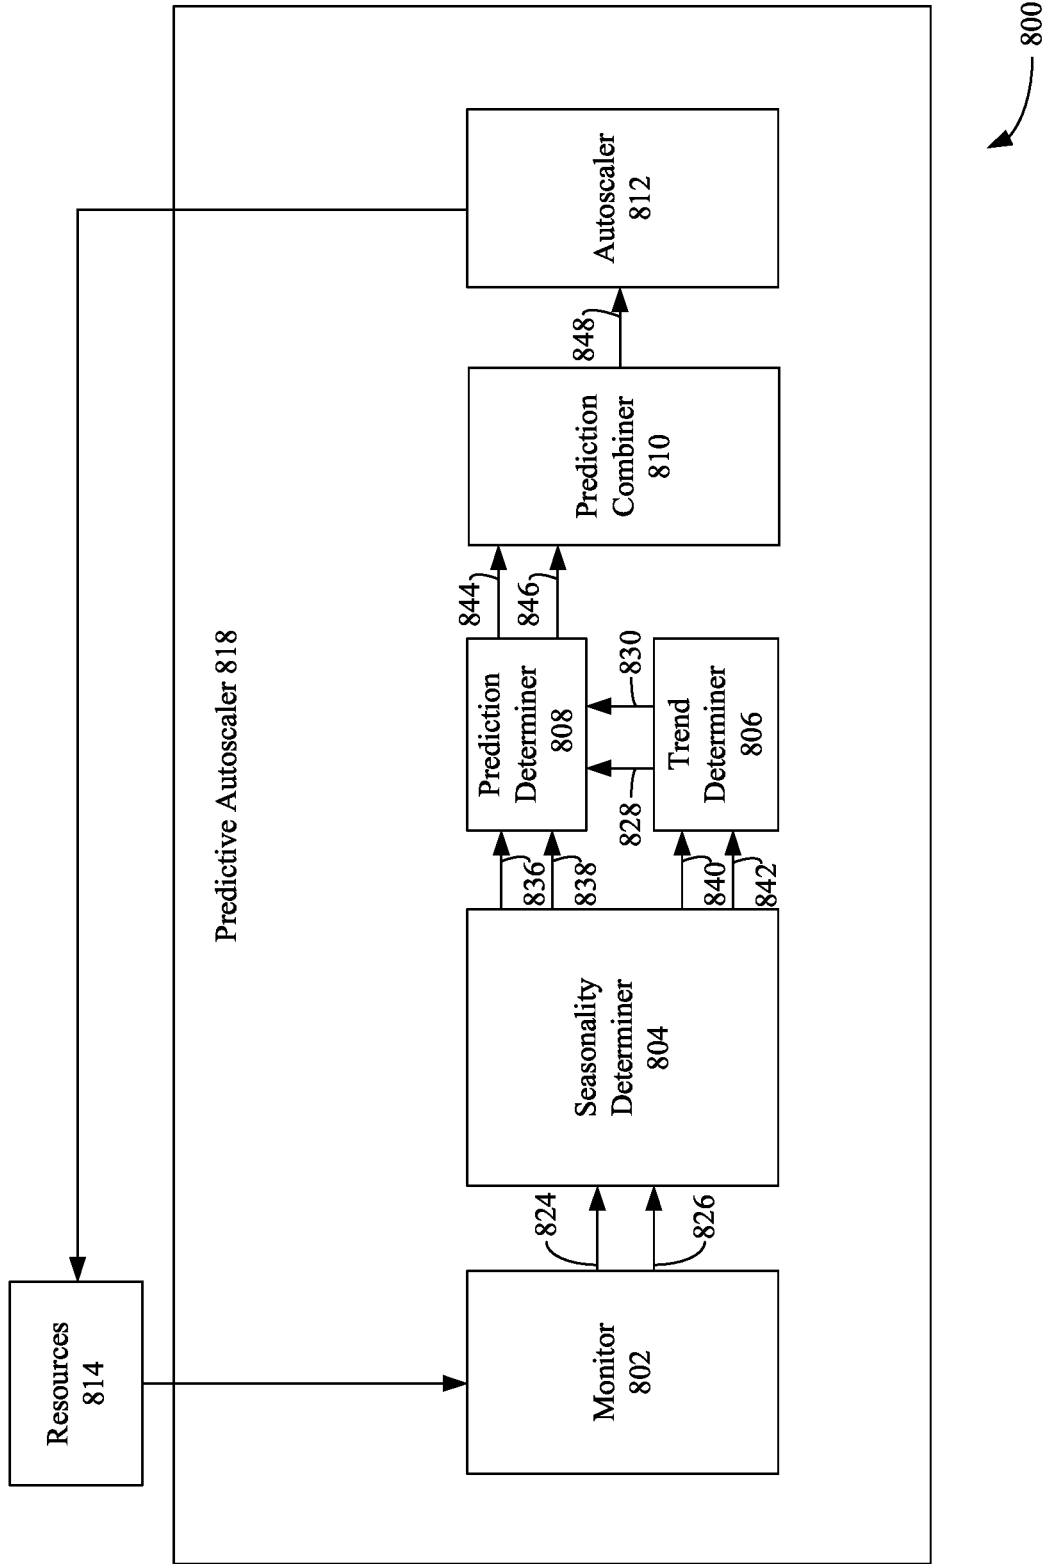 800
Resources
814
Predictive Autoscaler 818
Monitor
802
824
826
Seasonality
Determiner
804
836
838
840
842
Prediction
Determiner
808
828
830
Trend
Determiner
806
844
846
Prediction
Combiner
810
848
Autoscaler
812